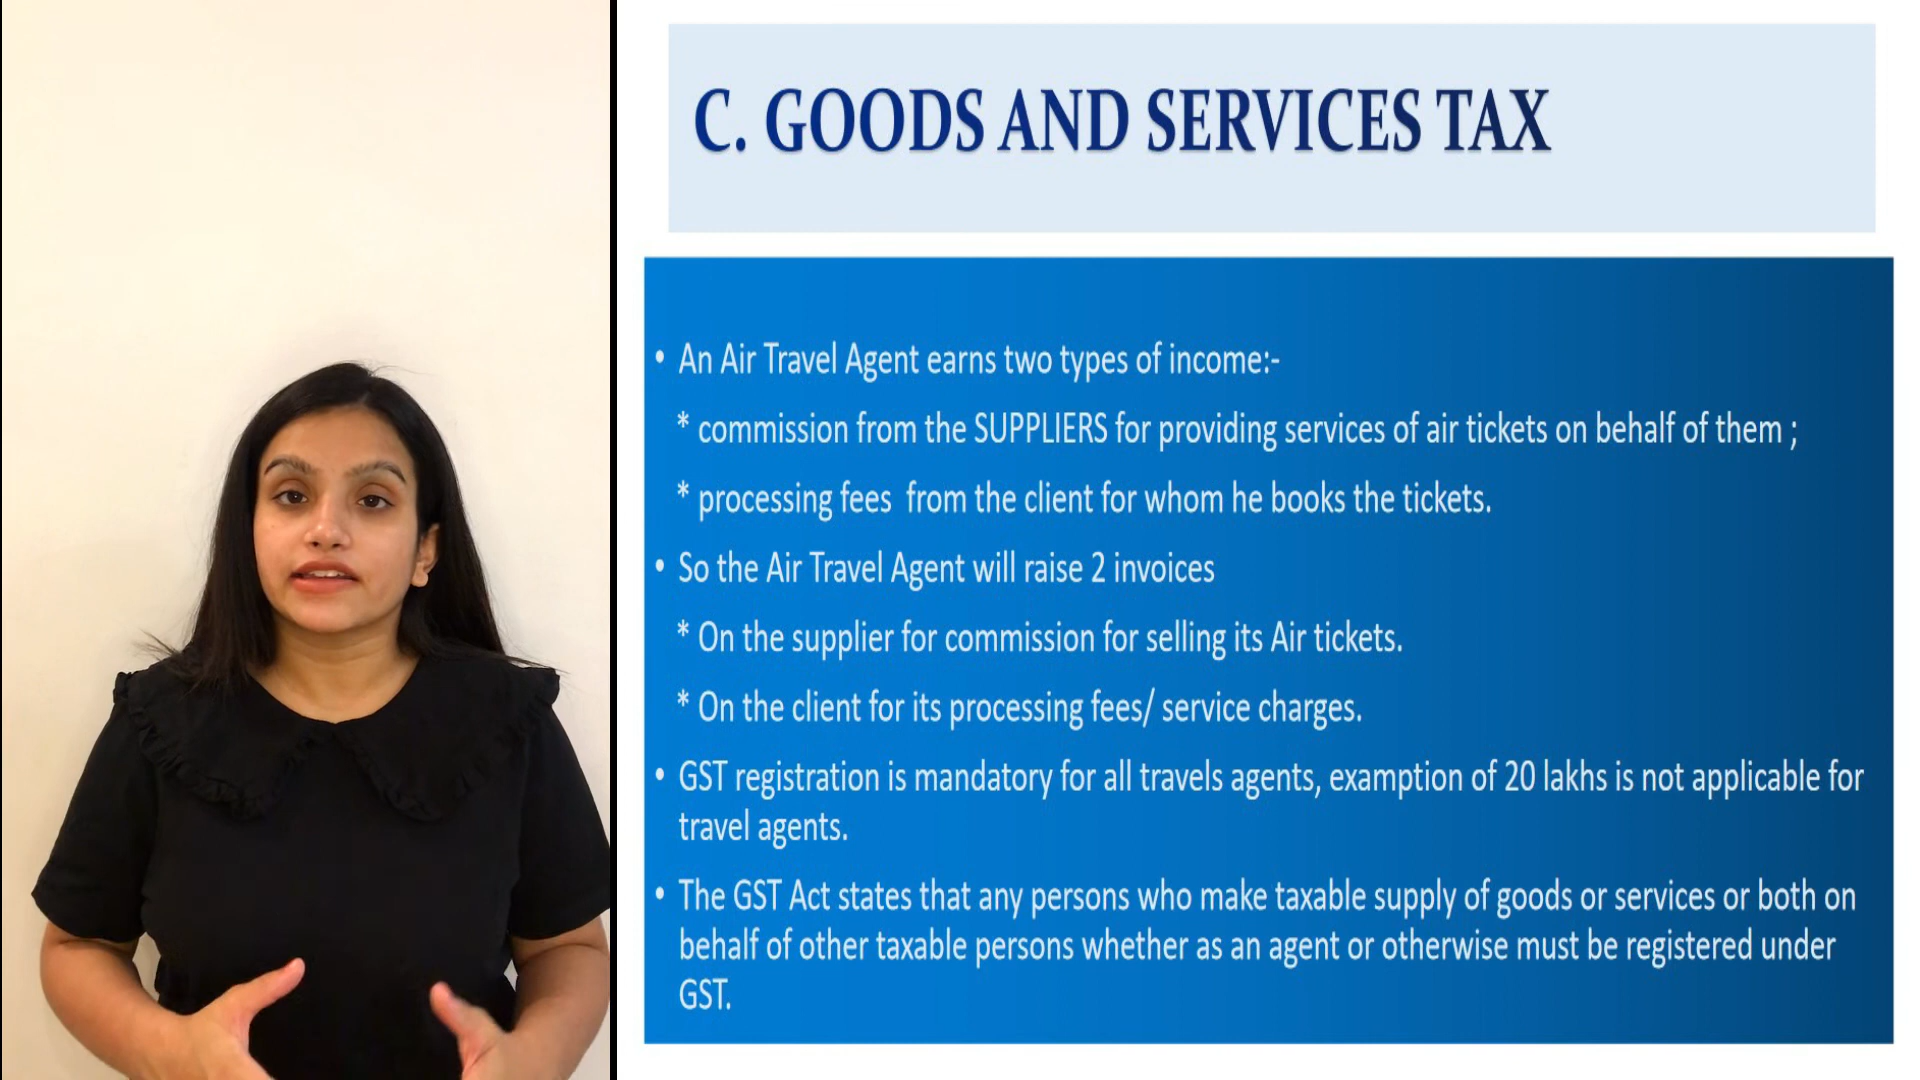 C. GOODS AND SERVICES TAX
• An Air Travel Agent earns two types of income:-
* commission from the SUPPLIERS for providing services of air tickets on behalf of them ;
* processing fees  from the client for whom he books the tickets.
• So the Air Travel Agent will raise 2 invoices
* On the supplier for commission for selling its Air tickets.
* On the client for its processing fees/ service charges.
• GST registration is mandatory for all travels agents, examption of 20 lakhs is not applicable for
travel agents.
• The GST Act states that any persons who make taxable supply of goods or services or both on
behalf of other taxable persons whether as an agent or otherwise must be registered under
GST.